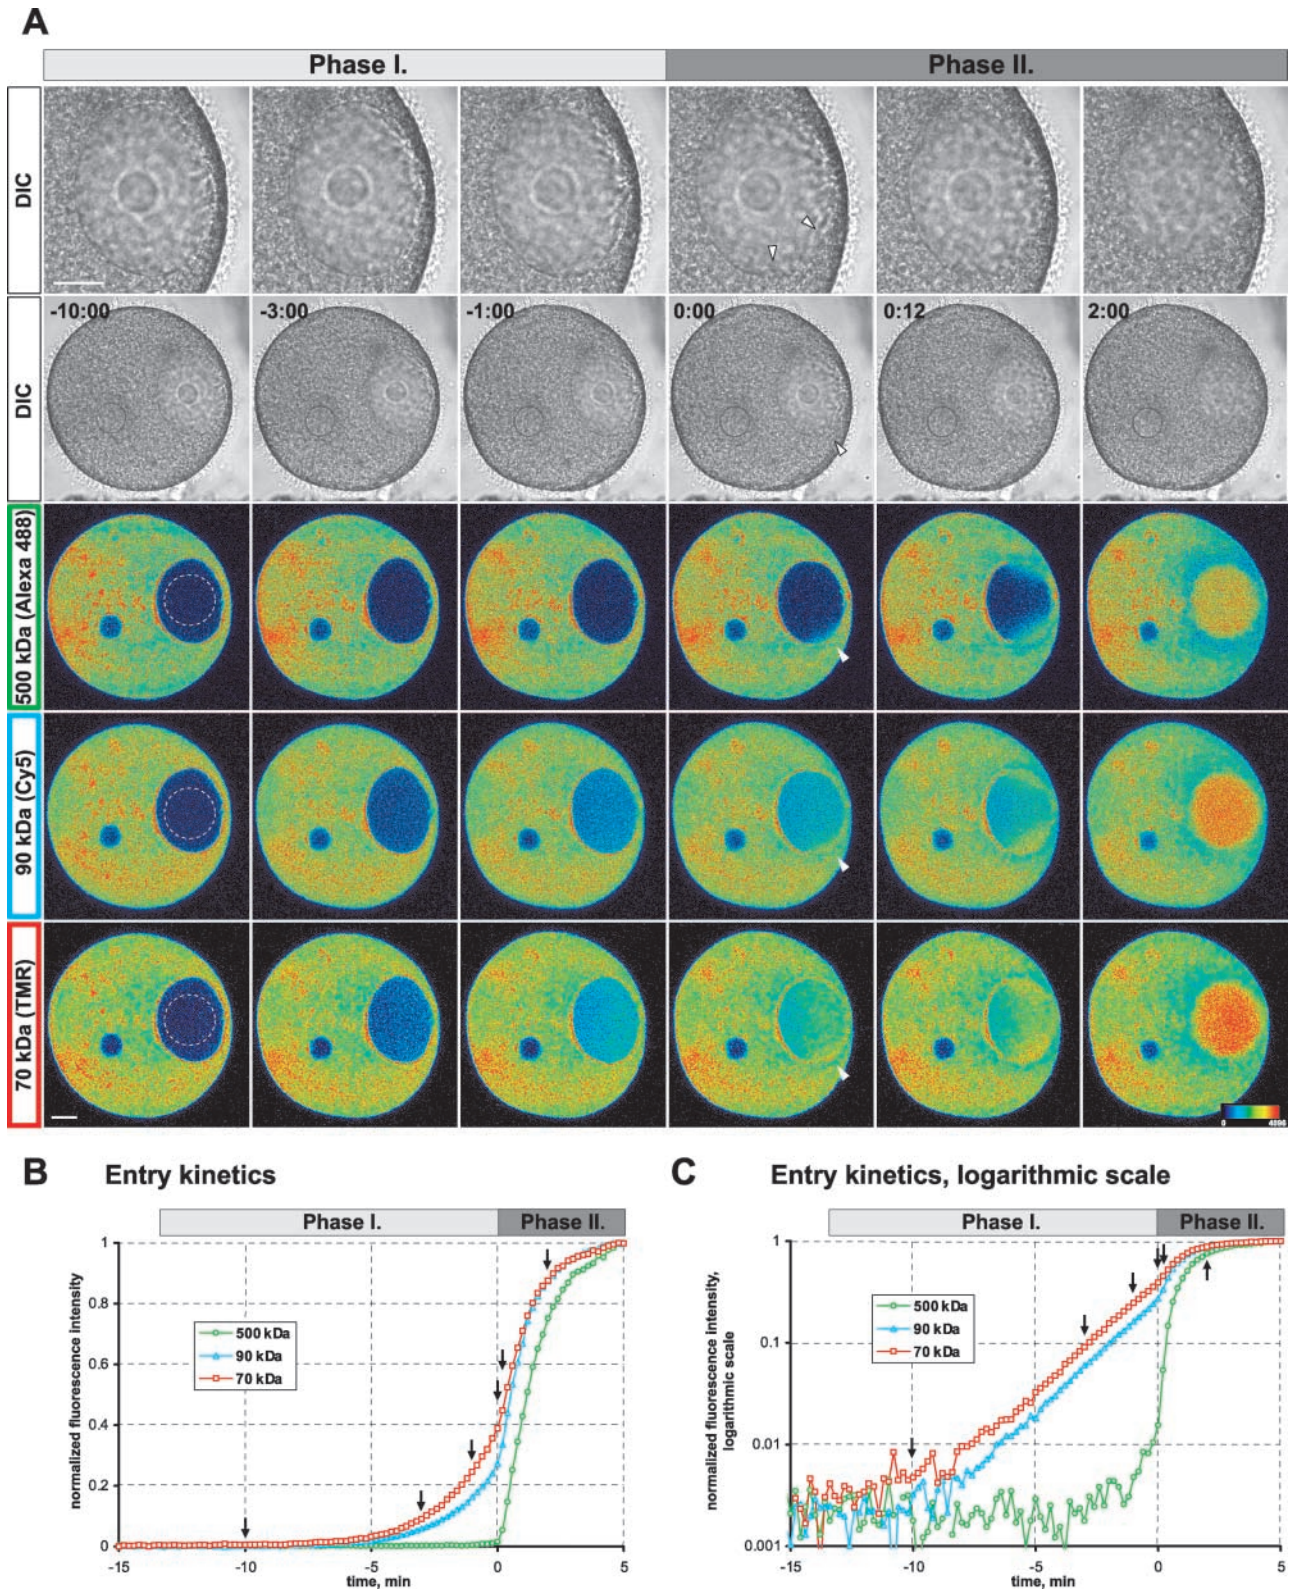 A
Phase I.
Phase II.
DIC
DIC
-10:00
-3:00
-1:00
0:00
0:12
2:00
500 kDa (Alexa 488)
90 kDa (Cy5)
70 kDa (TMR)
0
4096
B
Entry kinetics
Phase I.
Phase II.
normalized fluorescence intensity
1
0.8
0.6
0.4
0.2
0
500 kDa
90 kDa
70 kDa
-15
-10
-5
0
5
time, min
C
Entry kinetics, logarithmic scale
Phase I.
Phase II.
normalized fluorescence intensity,
logarithmic scale
1
0.1
0.01
0.001
500 kDa
90 kDa
70 kDa
-15
-10
-5
0
5
time, min